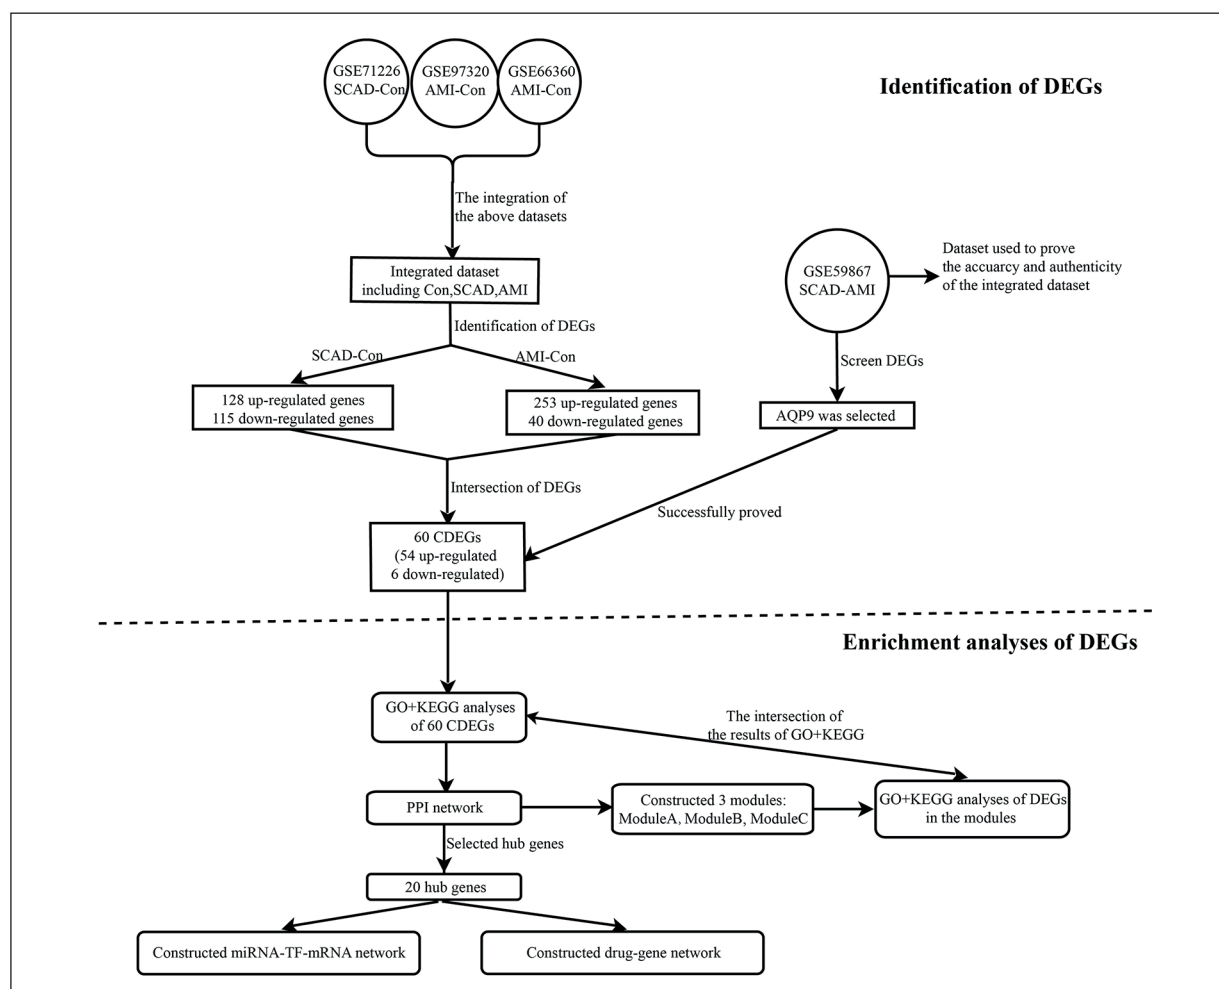 GSE71226
SCAD-Con
GSE97320
AMI-Con
GSE66360
AMI-Con
Identification of DEGs
The integration of
the above datasets
Integrated dataset
including Con,SCAD,AMI
GSE59867
SCAD-AMI
Dataset used to prove
the accuarcy and authenticity
of the integrated dataset
Identification of DEGs
SCAD-Con
AMI-Con
Screen DEGs
128 up-regulated genes
115 down-regulated genes
253 up-regulated genes
40 down-regulated genes
AQP9 was selected
Intersection of DEGs
Successfully proved
60 CDEGs
(54 up-regulated
6 down-regulated)
Enrichment analyses of DEGs
GO+KEGG analyses
of 60 CDEGs
The intersection of
the results of GO+KEGG
PPI network
Constructed 3 modules:
ModuleA, ModuleB, ModuleC
GO+KEGG analyses of DEGs
in the modules
Selected hub genes
20 hub genes
Constructed miRNA-TF-mRNA network
Constructed drug-gene network